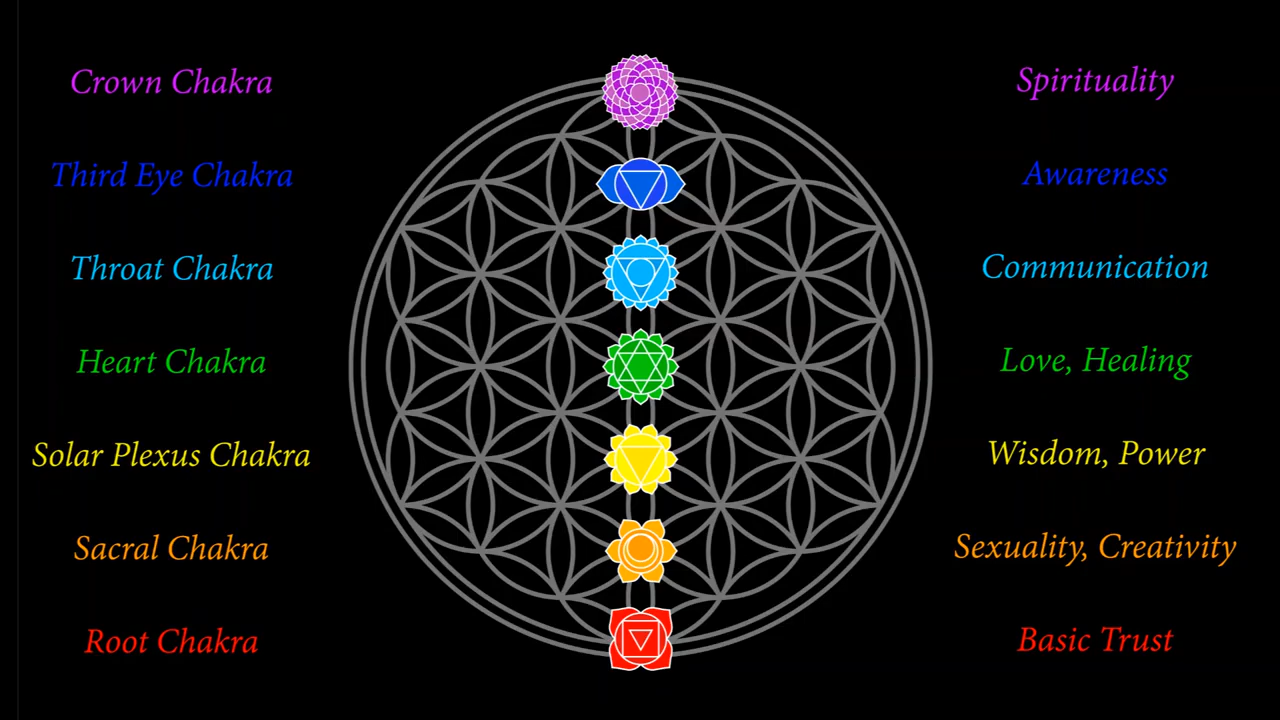 Crown Chakra
Spirituality
Third Eye Chakra
Awareness
Throat Chakra
Communication
Heart Chakra
Love, Healing
Solar Plexus Chakra
Wisdom, Power
Sacral Chakra
Sexuality, Creativity
Root Chakra
Basic Trust